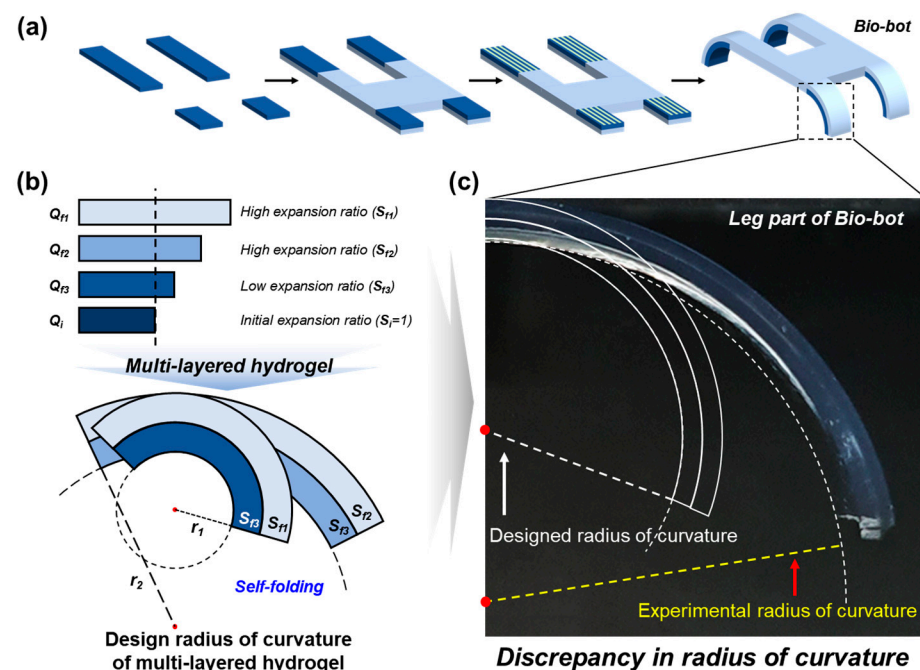 (a)
Bio-bot
(b)
Qf1 High expansion ratio (Sf1)
Qf2 High expansion ratio (Sf2)
Qf3 Low expansion ratio (Sf3)
Qi Initial expansion ratio (Si=1)
Multi-layered hydrogel
Sf3 Sf1 Sf3 Sf2
r1
r2
Self-folding
Design radius of curvature
of multi-layered hydrogel
(c)
Leg part of Bio-bot
Designed radius of curvature
Experimental radius of curvature
Discrepancy in radius of curvature